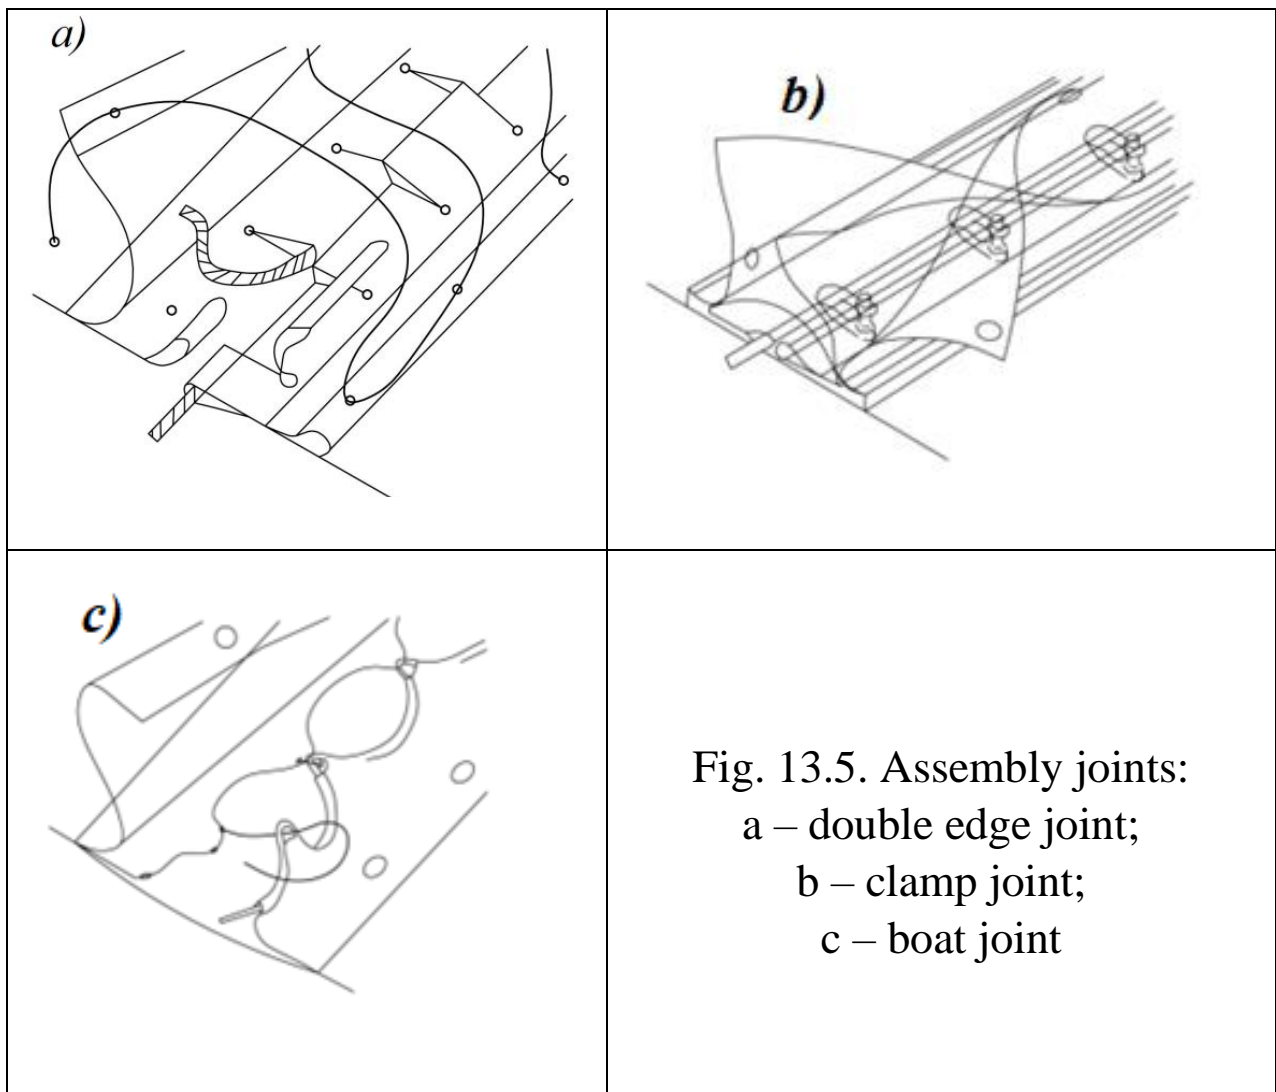 a)
b)
c)
Fig. 13.5. Assembly joints:
a – double edge joint;
b – clamp joint;
c – boat joint